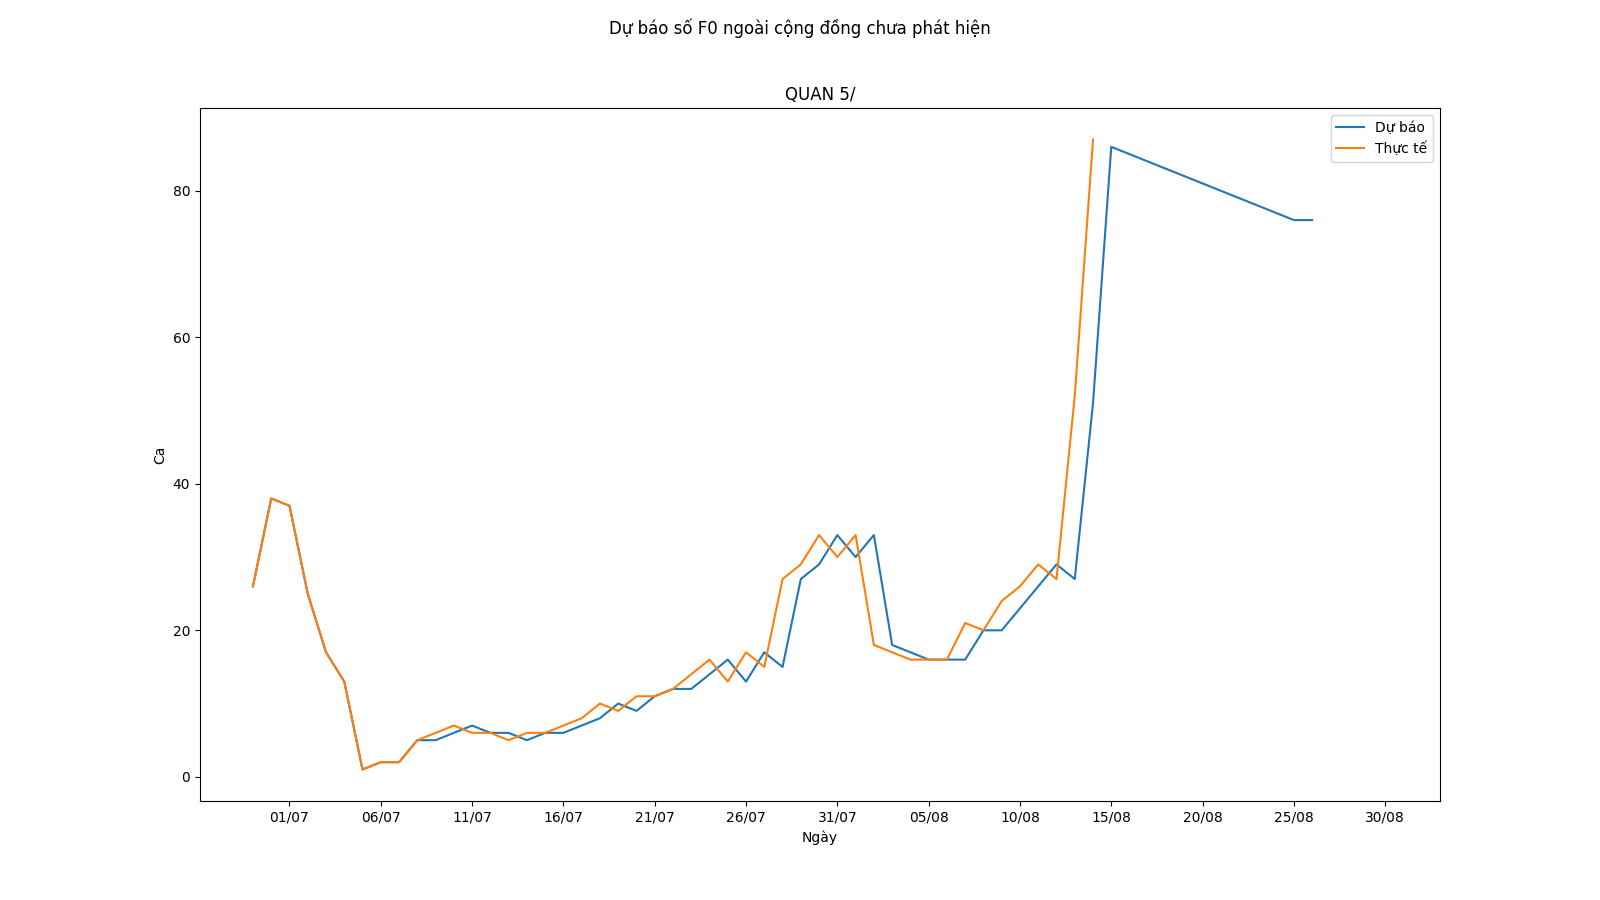 Dự báo số F0 ngoài cộng đồng chưa phát hiện
QUAN 5/
Dự báo
Thực tế
80
60
40
20
0
Ca
01/07 06/07 11/07 16/07 21/07 26/07 31/07 05/08 10/08 15/08 20/08 25/08 30/08
Ngày